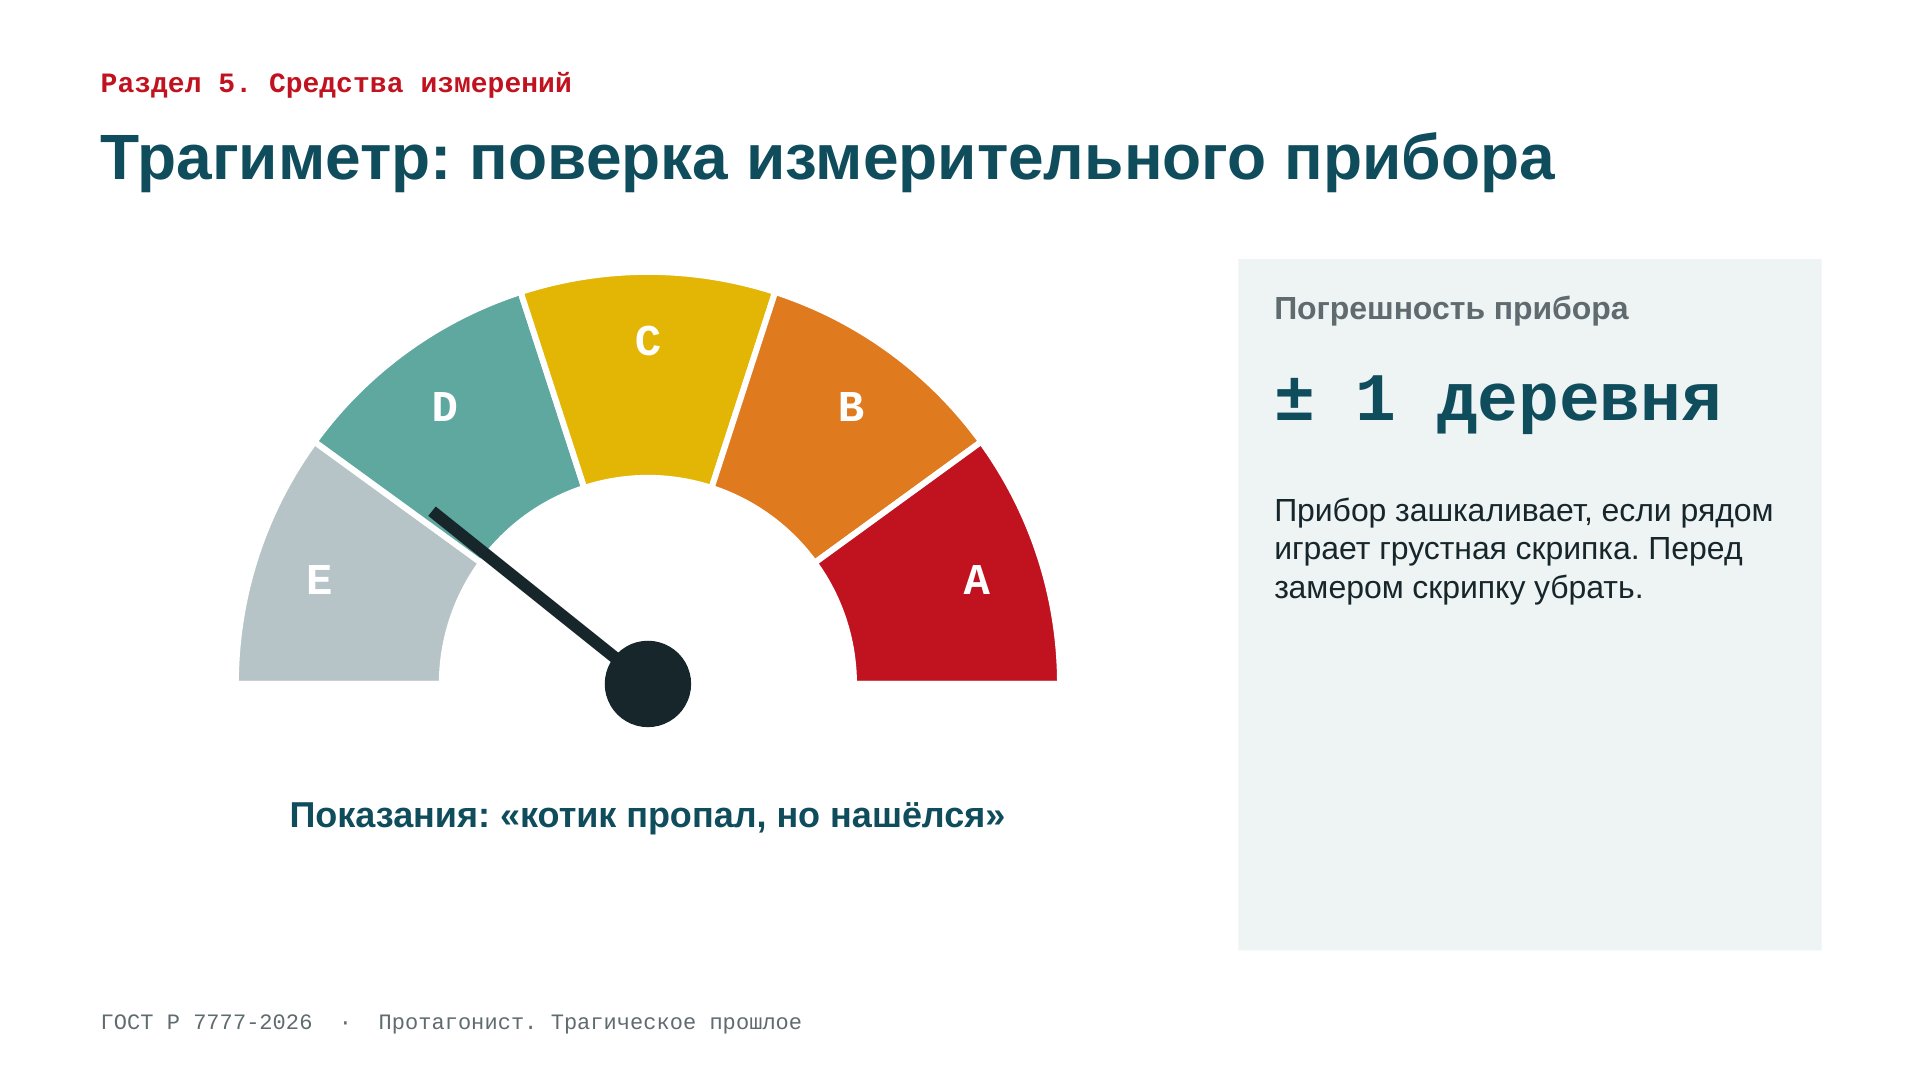 Раздел 5. Средства измерений
Трагиметр: поверка измерительного прибора
E
D
C
B
A
Показания: «котик пропал, но нашёлся»
Погрешность прибора
± 1 деревня
Прибор зашкаливает, если рядом
играет грустная скрипка. Перед
замером скрипку убрать.
ГОСТ Р 7777-2026 · Протагонист. Трагическое прошлое